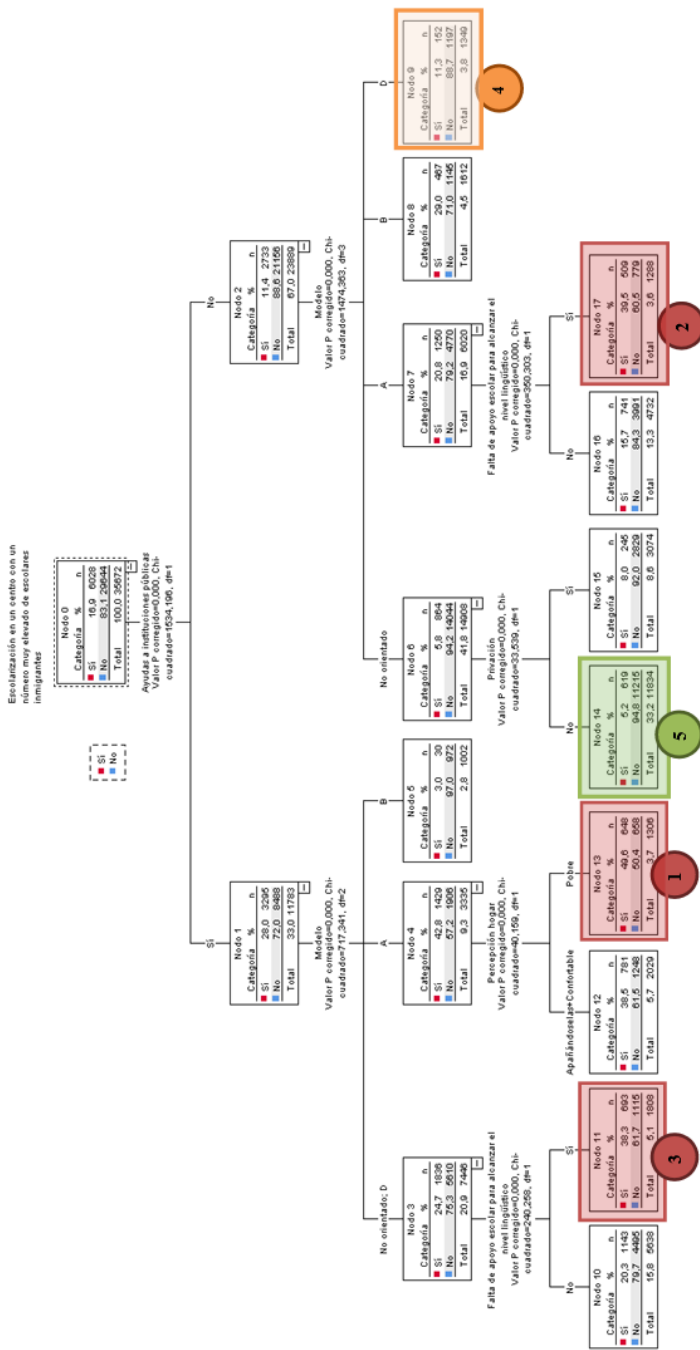 Escolarización en un centro con un
número muy elevado de escolares
inmigrantes
Sí
No
Nodo 0
Categoría % n
Sí 16,9 6028
No 83,1 29644
Total 100,0 35672
Ayudas a instituciones públicas
Valor P corregido=0,000, Chi-
cuadrado=1534,196, df=1
Sí
No
Nodo 1
Categoría % n
Sí 28,0 3295
No 72,0 8488
Total 33,0 11783
Modelo
Valor P corregido=0,000, Chi-
cuadrado=717,341, df=2
Nodo 2
Categoría % n
Sí 11,4 2733
No 88,6 21156
Total 67,0 23889
Modelo
Valor P corregido=0,000, Chi-
cuadrado=1474,363, df=3
No orientado; D
A
B
No orientado
A
B
D
Nodo 3
Categoría % n
Sí 24,7 1836
No 75,3 5610
Total 20,9 7446
Falta de apoyo escolar para alcanzar el
nivel lingüístico
Valor P corregido=0,000, Chi-
cuadrado=240,258, df=1
Nodo 4
Categoría % n
Sí 42,8 1429
No 57,2 1906
Total 9,3 3335
Percepción hogar
Valor P corregido=0,000, Chi-
cuadrado=40,159, df=1
Nodo 5
Categoría % n
Sí 3,0 30
No 97,0 972
Total 2,8 1002
Nodo 6
Categoría % n
Sí 5,8 864
No 94,2 14044
Total 41,8 14908
Privación
Valor P corregido=0,000, Chi-
cuadrado=33,539, df=1
Nodo 7
Categoría % n
Sí 20,8 1250
No 79,2 4770
Total 16,9 6020
Falta de apoyo escolar para alcanzar el
nivel lingüístico
Valor P corregido=0,000, Chi-
cuadrado=350,303, df=1
Nodo 8
Categoría % n
Sí 29,0 467
No 71,0 1145
Total 4,5 1612
Nodo 9
Categoría % n
Sí 11,3 152
No 88,7 1197
Total 3,8 1349
4
No
Sí
Apañándoselas+Confortable
Pobre
No
Sí
No
Sí
Nodo 10
Categoría % n
Sí 20,3 1143
No 79,7 4495
Total 15,8 5638
Nodo 11
Categoría % n
Sí 38,3 693
No 61,7 1115
Total 5,1 1808
3
Nodo 12
Categoría % n
Sí 38,5 781
No 61,5 1248
Total 5,7 2029
Nodo 13
Categoría % n
Sí 49,6 648
No 50,4 658
Total 3,7 1306
1
Nodo 14
Categoría % n
Sí 5,2 619
No 94,8 11215
Total 33,2 11834
5
Nodo 15
Categoría % n
Sí 8,0 245
No 92,0 2829
Total 8,6 3074
Nodo 16
Categoría % n
Sí 15,7 741
No 84,3 3991
Total 13,3 4732
Nodo 17
Categoría % n
Sí 39,5 509
No 60,5 779
Total 3,6 1288
2